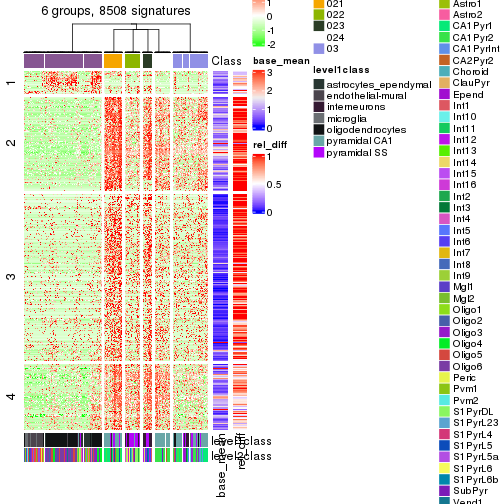 6 groups, 8508 signatures
Class
base_mean
rel_diff
level1class
level2class
1
2
3
4
1
0
-1
-2
base_mean
3
2
1
0
rel_diff
1
0.5
0
021
022
023
024
03
level1class
astrocytes_ependymal
endothelial-mural
interneurons
microglia
oligodendrocytes
pyramidal CA1
pyramidal SS
Astro1
Astro2
CA1Pyr1
CA1Pyr2
CA1PyrInt
CA2Pyr2
Choroid
ClauPyr
Epend
Int1
Int10
Int11
Int12
Int13
Int14
Int15
Int16
Int2
Int3
Int4
Int5
Int6
Int7
Int8
Int9
Mgl1
Mgl2
Oligo1
Oligo2
Oligo3
Oligo4
Oligo5
Oligo6
Peric
Pvm1
Pvm2
S1PyrDL
S1PyrL23
S1PyrL4
S1PyrL5
S1PyrL5a
S1PyrL6
S1PyrL6b
SubPyr
Vend1